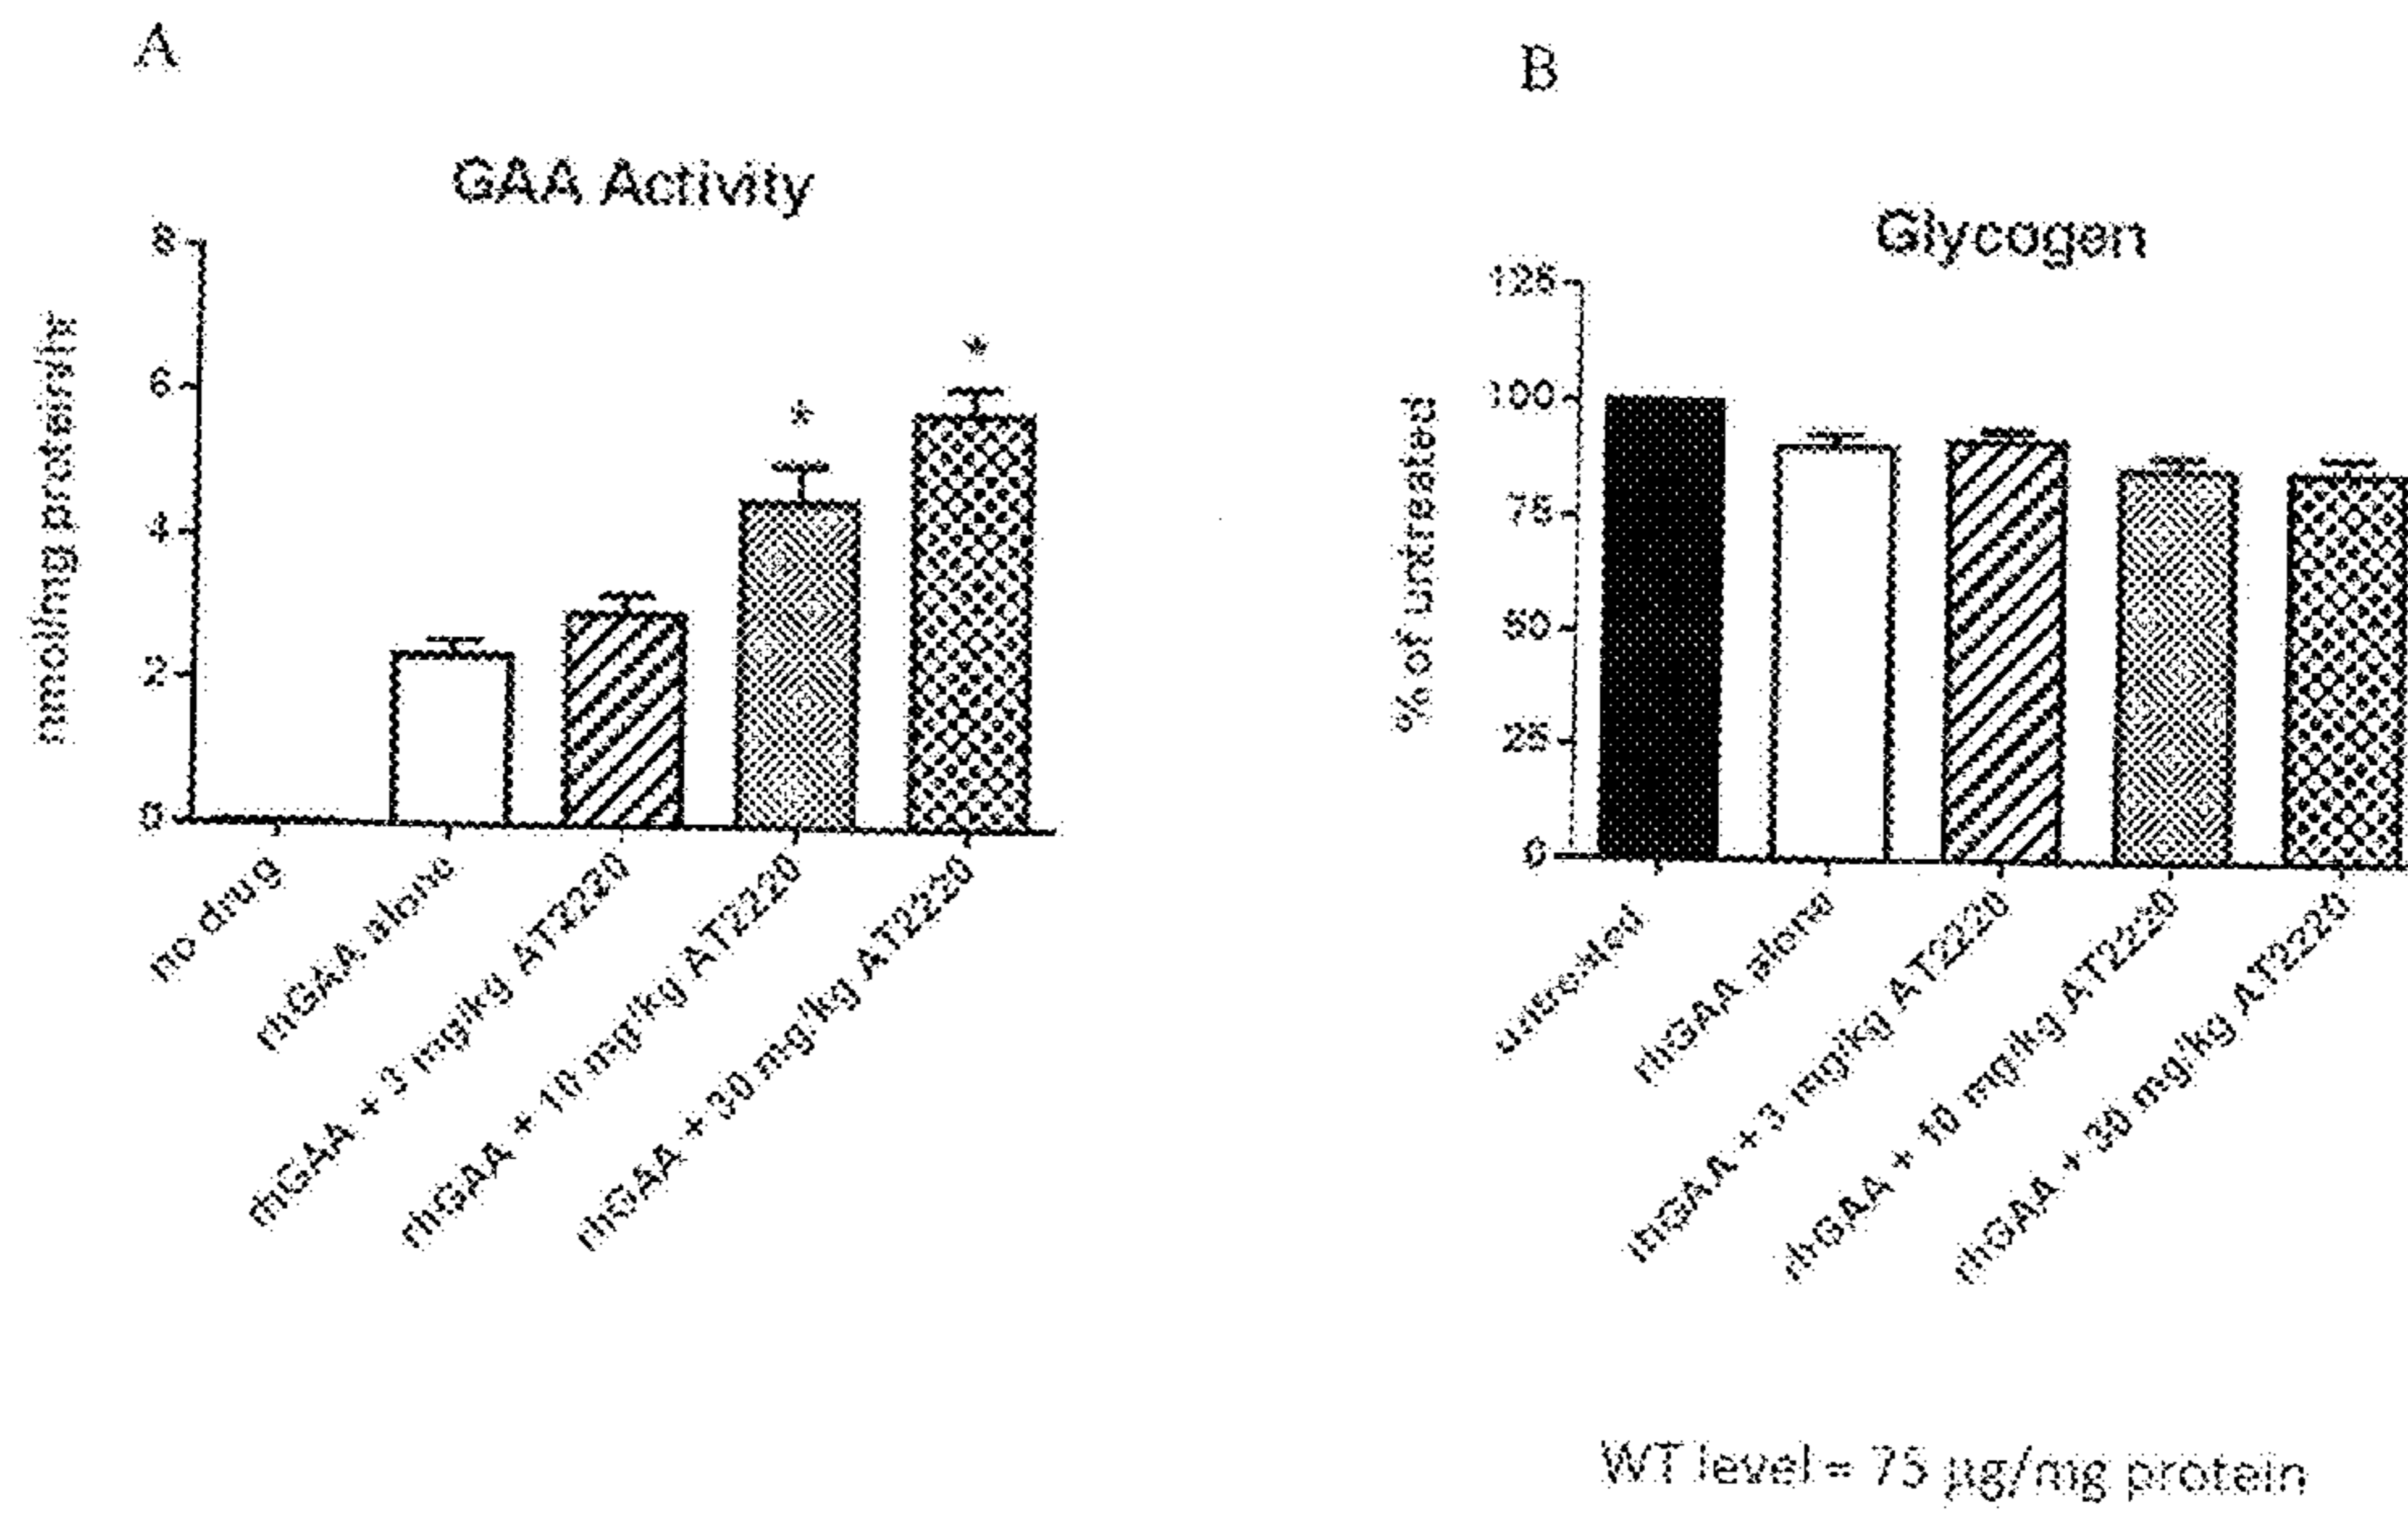 A
GAA Activity
nmol/mg protein/hr
8
6
4
2
0
no drug
rhGAA alone
rhGAA + 3 mg/kg AT2220
rhGAA + 10 mg/kg AT2220
rhGAA + 30 mg/kg AT2220
*
*
B
Glycogen
% of untreated
125
100
75
50
25
0
untreated
rhGAA alone
rhGAA + 3 mg/kg AT2220
rhGAA + 10 mg/kg AT2220
rhGAA + 30 mg/kg AT2220
WT level = 75 µg/mg protein